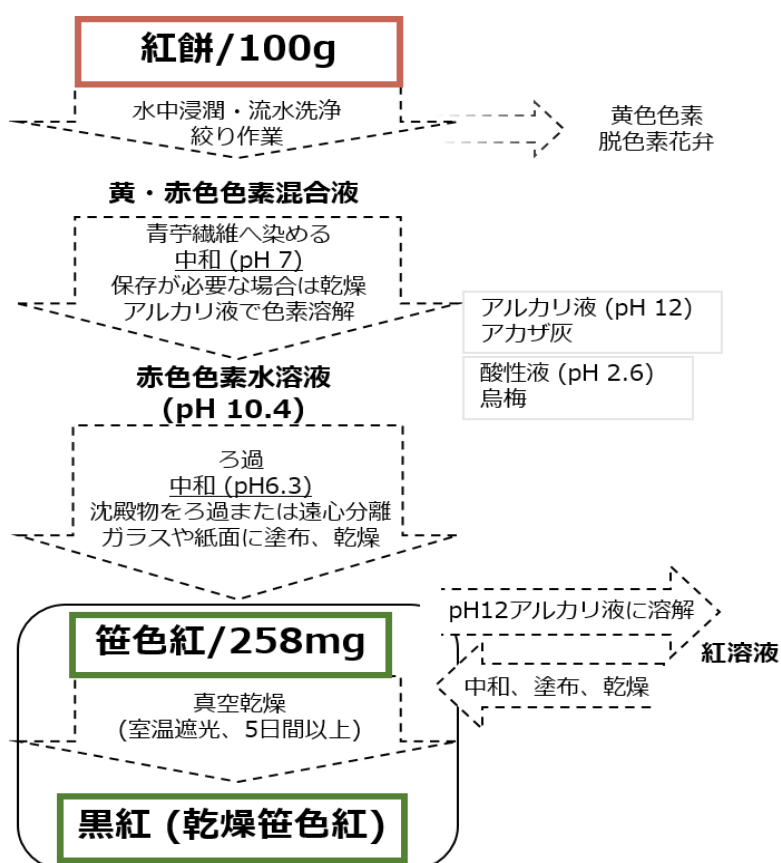 紅餅/100g
水中浸潤・流水洗浄
絞り作業
黄色色素
脱色素花弁
黄・赤色色素混合液
青苧繊維へ染める
中和 (pH 7)
保存が必要な場合は乾燥
アルカリ液で色素溶解
アルカリ液 (pH 12)
アカザ灰
酸性液 (pH 2.6)
烏梅
赤色色素水溶液
(pH 10.4)
ろ過
中和 (pH6.3)
沈殿物をろ過または遠心分離
ガラスや紙面に塗布、乾燥
pH12アルカリ液に溶解
笹色紅/258mg
紅溶液
中和、塗布、乾燥
真空乾燥
(室温遮光、5日間以上)
黒紅 (乾燥笹色紅)